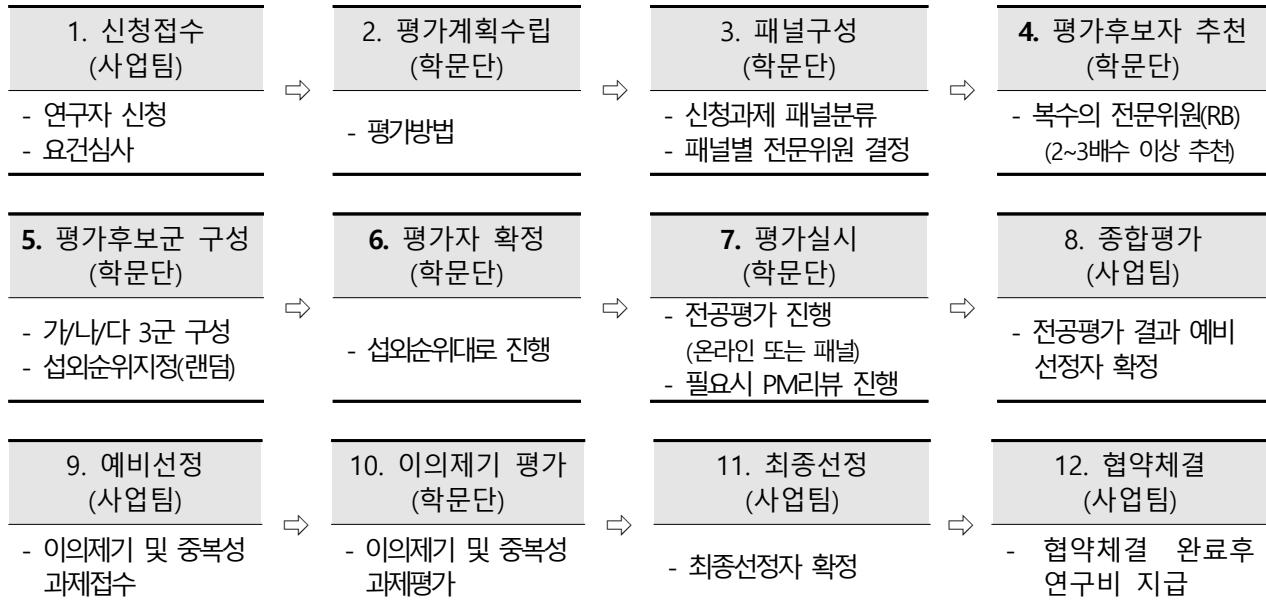 1. 신청접수
(사업팀)
- 연구자 신청
- 요건심사
⇨
2. 평가계획수립
(학문단)
- 평가방법
⇨
3. 패널구성
(학문단)
- 신청과제 패널분류
- 패널별 전문위원 결정
⇨
4. 평가후보자 추천
(학문단)
- 복수의 전문위원(RB)
(2~3배수 이상 추천)
5. 평가후보군 구성
(학문단)
- 가/나/다 3군 구성
- 섭외순위지정(랜덤)
⇨
6. 평가자 확정
(학문단)
- 섭외순위대로 진행
⇨
7. 평가실시
(학문단)
- 전공평가 진행
(온라인 또는 패널)
- 필요시 PM리뷰 진행
⇨
8. 종합평가
(사업팀)
- 전공평가 결과 예비
선정자 확정
9. 예비선정
(사업팀)
- 이의제기 및 중복성
과제접수
⇨
10. 이의제기 평가
(학문단)
- 이의제기 및 중복성
과제평가
⇨
11. 최종선정
(사업팀)
- 최종선정자 확정
⇨
12. 협약체결
(사업팀)
- 협약체결 완료후
연구비 지급